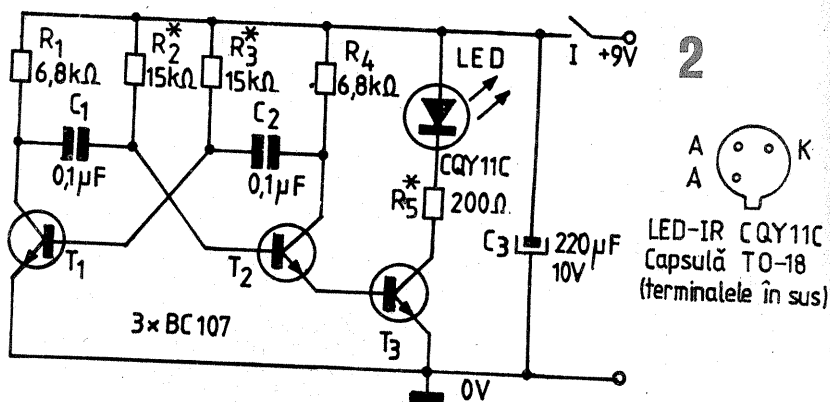 R1
6,8kΩ
R2*
15kΩ
R3*
15kΩ
R4
6,8kΩ
LED
I
+9V
2
C1
0,1µF
C2
0,1µF
CQY11C
R5*
200Ω
A
K
A
T1
T2
T3
C3
220µF
10V
LED-IR CQY11C
Capsulă TO-18
(terminalele în sus)
3×BC107
0V